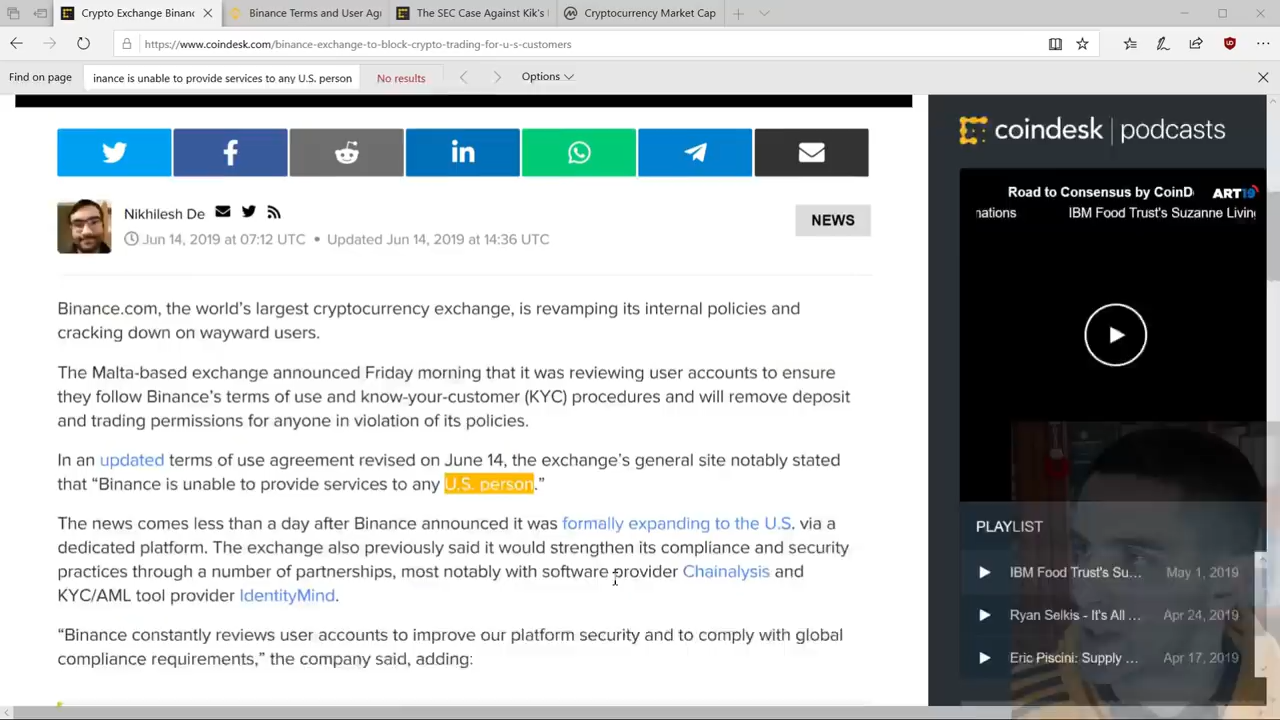 Crypto Exchange Binanc
Binance Terms and User Ag
The SEC Case Against Kik's
Cryptocurrency Market Cap
https://www.coindesk.com/binance-exchange-to-block-crypto-trading-for-u-s-customers
UD
Find on page
inance is unable to provide services to any U.S. person
No results
Options
coindesk | podcasts
Nikhilesh De
NEWS
Jun 14, 2019 at 07:12 UTC • Updated Jun 14, 2019 at 14:36 UTC
Road to Consensus by CoinD
ART19
nations
IBM Food Trust's Suzanne Living
Binance.com, the world's largest cryptocurrency exchange, is revamping its internal policies and
cracking down on wayward users.
The Malta-based exchange announced Friday morning that it was reviewing user accounts to ensure
they follow Binance's terms of use and know-your-customer (KYC) procedures and will remove deposit
and trading permissions for anyone in violation of its policies.
In an updated terms of use agreement revised on June 14, the exchange's general site notably stated
that “Binance is unable to provide services to any U.S. person.”
The news comes less than a day after Binance announced it was formally expanding to the U.S. via a
dedicated platform. The exchange also previously said it would strengthen its compliance and security
practices through a number of partnerships, most notably with software provider Chainalysis and
KYC/AML tool provider IdentityMind.
“Binance constantly reviews user accounts to improve our platform security and to comply with global
compliance requirements,” the company said, adding:
PLAYLIST
IBM Food Trust's Su... May 1, 2019
Ryan Selkis - It's All ... Apr 24, 2019
Eric Piscini: Supply ... Apr 17, 2019